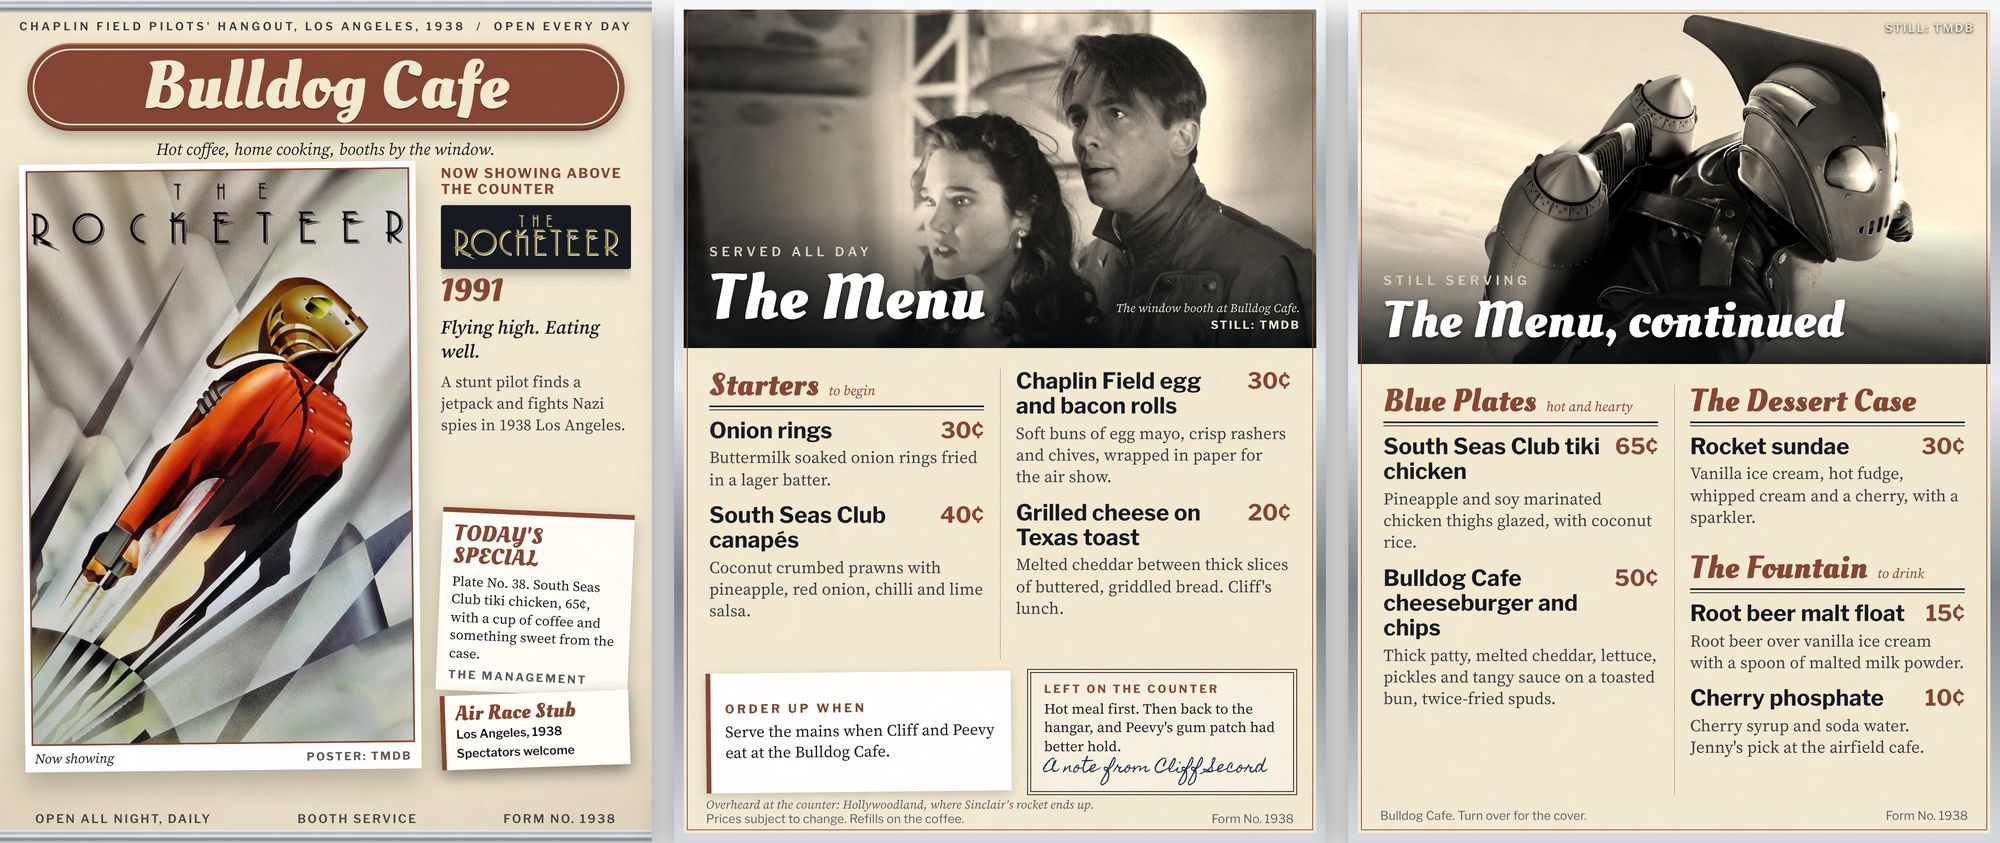 CHAPLIN FIELD PILOTS' HANGOUT, LOS ANGELES, 1938 / OPEN EVERY DAY
Bulldog Cafe
Hot coffee, home cooking, booths by the window.
THE
ROCKETEER
Now showing
POSTER: TMDB
NOW SHOWING ABOVE
THE COUNTER
THE
ROCKETEER
1991
Flying high. Eating
well.
A stunt pilot finds a
jetpack and fights Nazi
spies in 1938 Los Angeles.
TODAY'S
SPECIAL
Plate No. 38. South Seas
Club tiki chicken, 65¢,
with a cup of coffee and
something sweet from the
case.
THE MANAGEMENT
Air Race Stub
Los Angeles, 1938
Spectators welcome
OPEN ALL NIGHT, DAILY
BOOTH SERVICE
FORM NO. 1938
SERVED ALL DAY
The Menu
The window booth at Bulldog Cafe.
STILL: TMDB
Starters to begin
Onion rings 30¢
Buttermilk soaked onion rings fried
in a lager batter.
South Seas Club 40¢
canapés
Coconut crumbed prawns with
pineapple, red onion, chilli and lime
salsa.
Chaplin Field egg 30¢
and bacon rolls
Soft buns of egg mayo, crisp rashers
and chives, wrapped in paper for
the air show.
Grilled cheese on 20¢
Texas toast
Melted cheddar between thick slices
of buttered, griddled bread. Cliff's
lunch.
ORDER UP WHEN
Serve the mains when Cliff and Peevy
eat at the Bulldog Cafe.
LEFT ON THE COUNTER
Hot meal first. Then back to the
hangar, and Peevy's gum patch had
better hold.
A note from Cliff Secord
Overheard at the counter: Hollywoodland, where Sinclair's rocket ends up.
Prices subject to change. Refills on the coffee.
Form No. 1938
STILL: TMDB
STILL SERVING
The Menu, continued
Blue Plates hot and hearty
South Seas Club tiki 65¢
chicken
Pineapple and soy marinated
chicken thighs glazed, with coconut
rice.
Bulldog Cafe 50¢
cheeseburger and
chips
Thick patty, melted cheddar, lettuce,
pickles and tangy sauce on a toasted
bun, twice-fried spuds.
The Dessert Case
Rocket sundae 30¢
Vanilla ice cream, hot fudge,
whipped cream and a cherry, with a
sparkler.
The Fountain to drink
Root beer malt float 15¢
Root beer over vanilla ice cream
with a spoon of malted milk powder.
Cherry phosphate 10¢
Cherry syrup and soda water.
Jenny's pick at the airfield cafe.
Bulldog Cafe. Turn over for the cover.
Form No. 1938